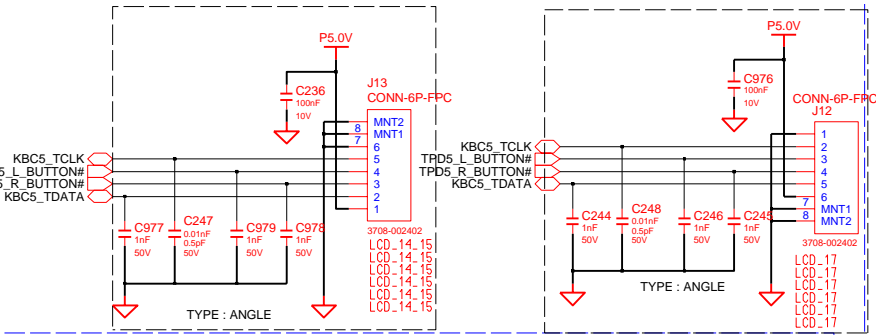 P5.0V
J13
CONN-6P-FPC
C236
100nF
10V
MNT2
8
MNT1
7
6
5
4
3
2
1
KBC5_TCLK
5_L_BUTTON#
5_R_BUTTON#
KBC5_TDATA
C977
1nF
50V
C247
0.01nF
0.5pF
50V
C979
1nF
50V
C978
1nF
50V
3708-002402
LCD_14_15
LCD_14_15
LCD_14_15
LCD_14_15
LCD_14_15
LCD_14_15
TYPE : ANGLE
P5.0V
C976
100nF
10V
CONN-6P-FPC
J12
1
2
3
4
5
6
7
MNT1
8
MNT2
KBC5_TCLK
TPD5_L_BUTTON#
TPD5_R_BUTTON#
KBC5_TDATA
C244
1nF
50V
C248
0.01nF
0.5pF
50V
C246
1nF
50V
C245
1nF
50V
3708-002402
LCD_17
LCD_17
LCD_17
LCD_17
LCD_17
LCD_17
TYPE : ANGLE